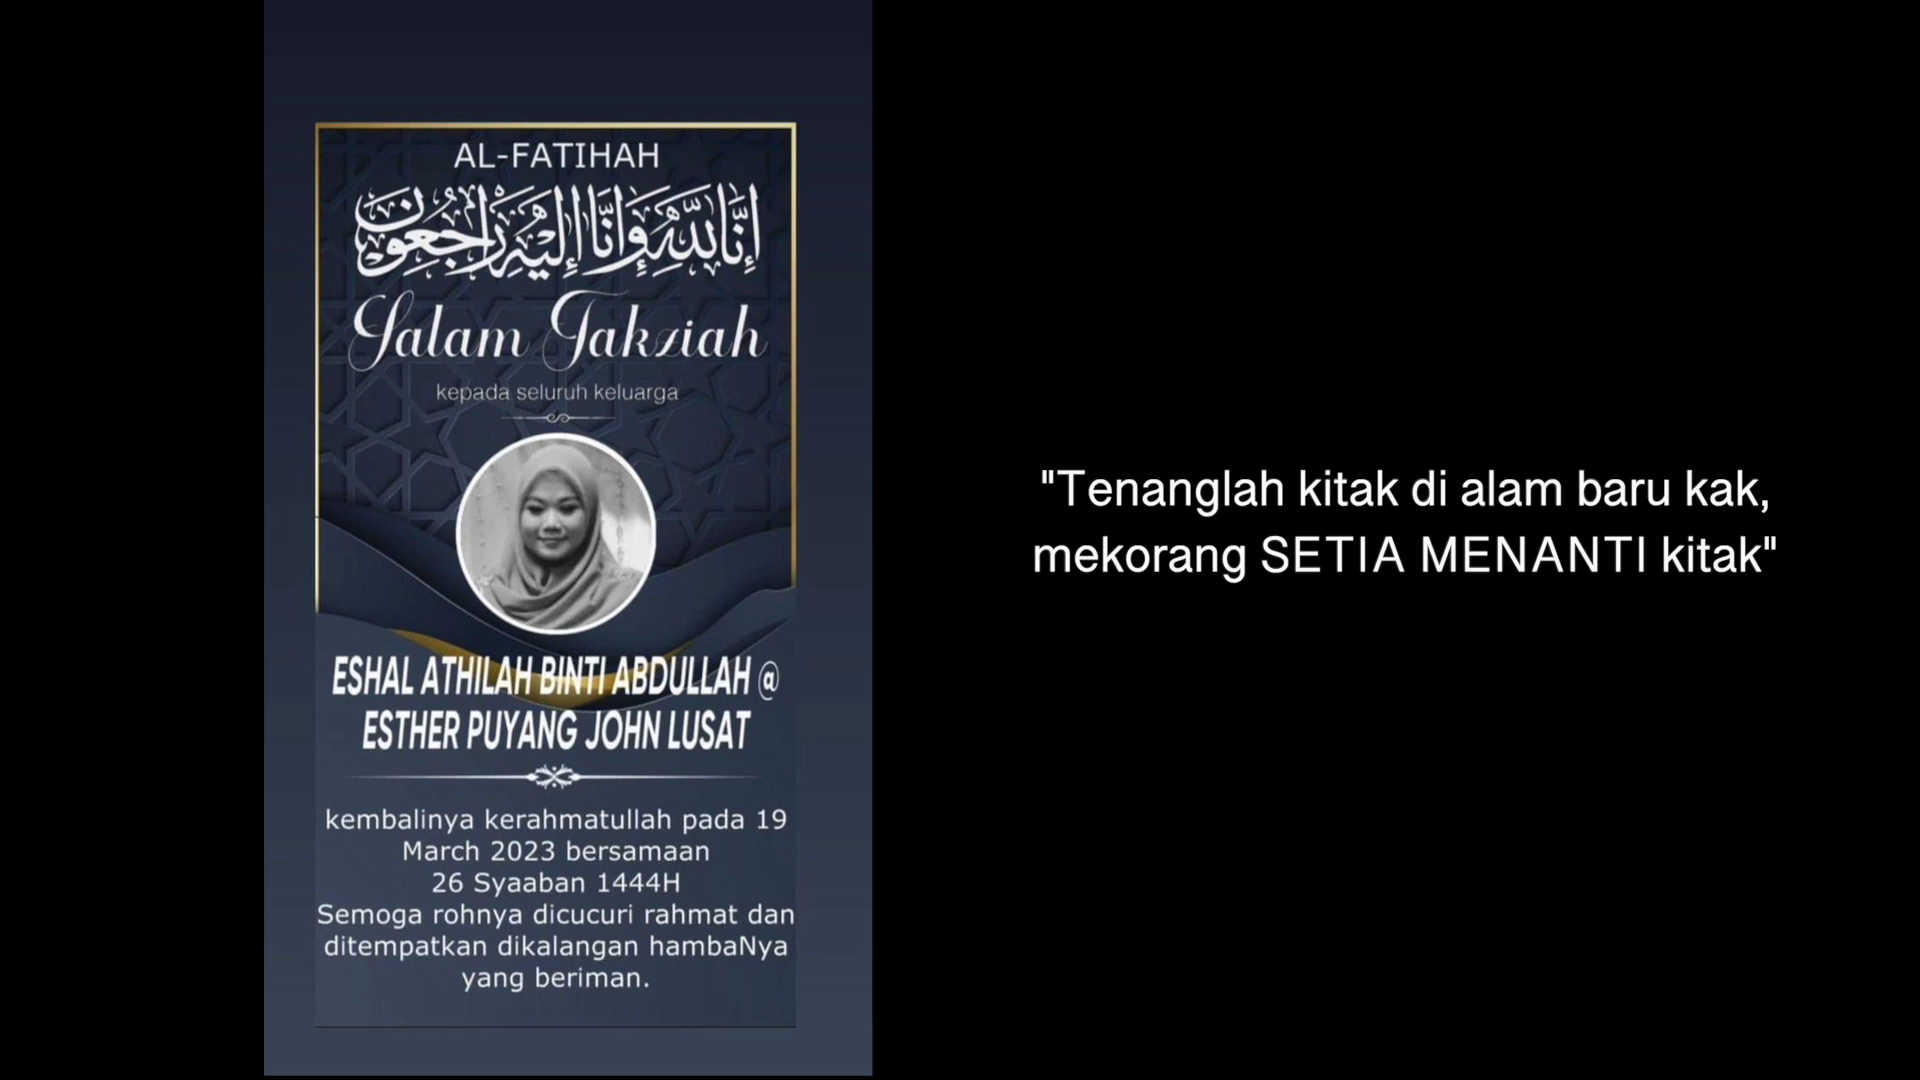 AL-FATIHAH
إِنَّا لِلَّهِ وَإِنَّا إِلَيْهِ رَاجِعُونَ
Salam Takziah
kepada seluruh keluarga
ESHAL ATHILAH BINTI ABDULLAH @
ESTHER PUYANG JOHN LUSAT
kembalinya kerahmatullah pada 19
March 2023 bersamaan
26 Syaaban 1444H
Semoga rohnya dicucuri rahmat dan
ditempatkan dikalangan hambaNya
yang beriman.
"Tenanglah kitak di alam baru kak,
mekorang SETIA MENANTI kitak"